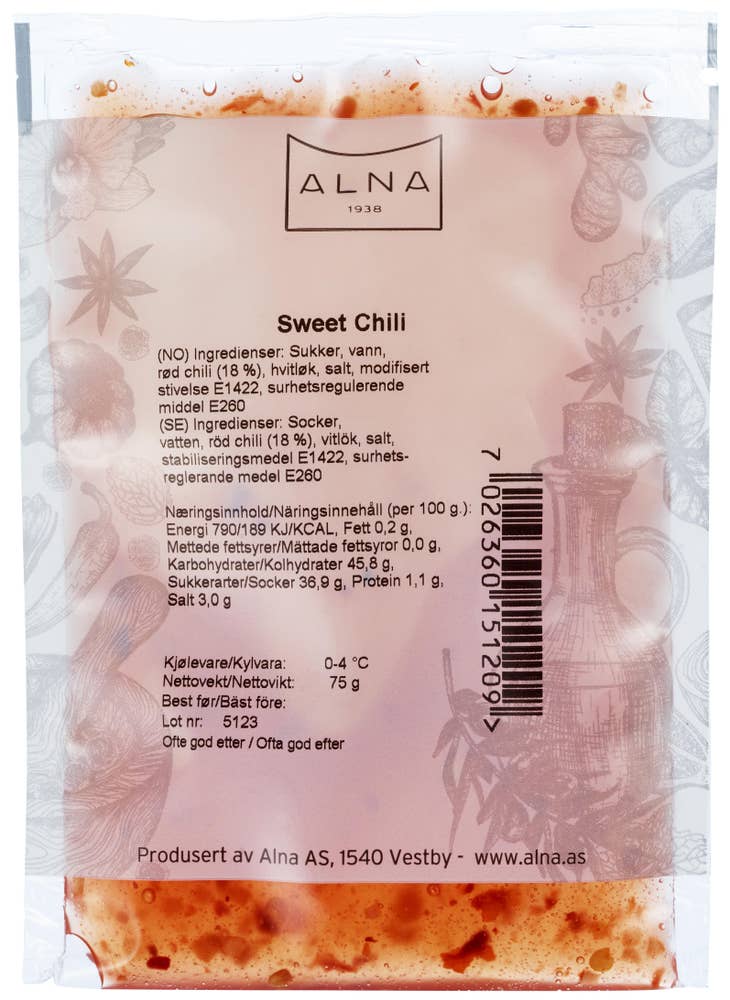 ALNA
1938
Sweet Chili
(NO) Ingredienser: Sukker, vann,
rød chili (18 %), hvitløk, salt, modifisert
stivelse E1422, surhetsregulerende
middel E260
(SE) Ingredienser: Socker,
vatten, röd chili (18 %), vitlök, salt,
stabiliseringsmedel E1422, surhets-
reglerande medel E260
Næringsinnhold/Näringsinnehåll (per 100 g.):
Energi 790/189 KJ/KCAL, Fett 0,2 g,
Mettede fettsyrer/Mättade fettsyror 0,0 g,
Karbohydrater/Kolhydrater 45,8 g,
Sukkerarter/Socker 36,9 g, Protein 1,1 g,
Salt 3,0 g
Kjølevare/Kylvara: 0-4 °C
Nettovekt/Nettovikt: 75 g
Best før/Bäst före:
Lot nr: 5123
Ofte god etter / Ofta god efter
7 026360 151209 >
Produsert av Alna AS, 1540 Vestby - www.alna.as